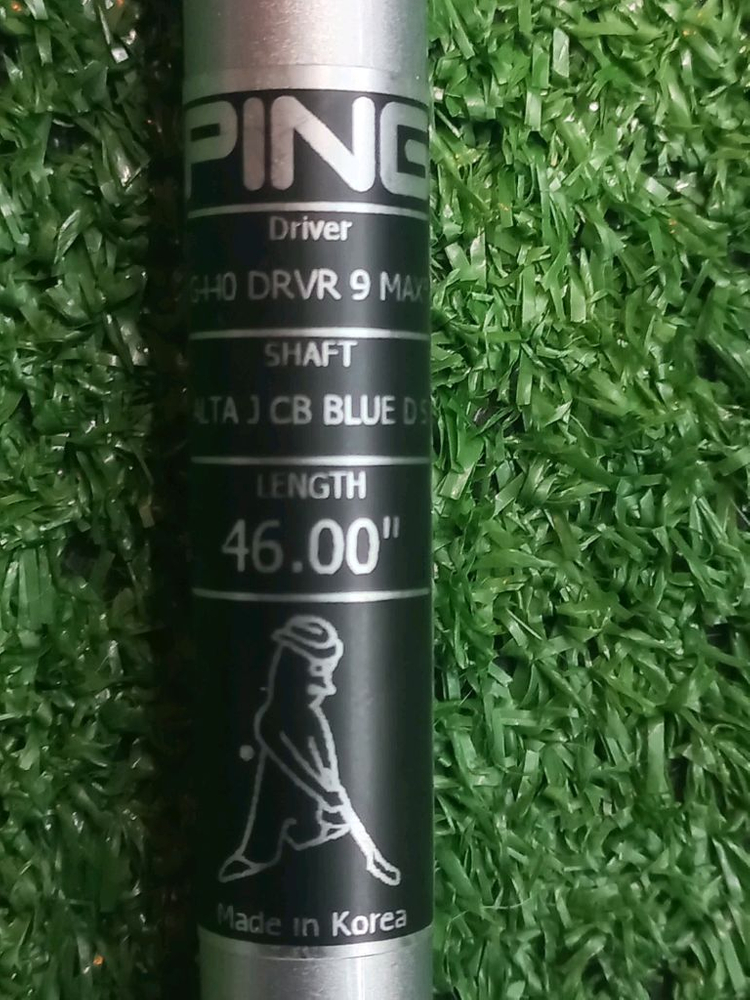 PING
Driver
DRVR 9 MAX
SHAFT
ALTA J CB BLUE D S
LENGTH
46.00"
Made in Korea